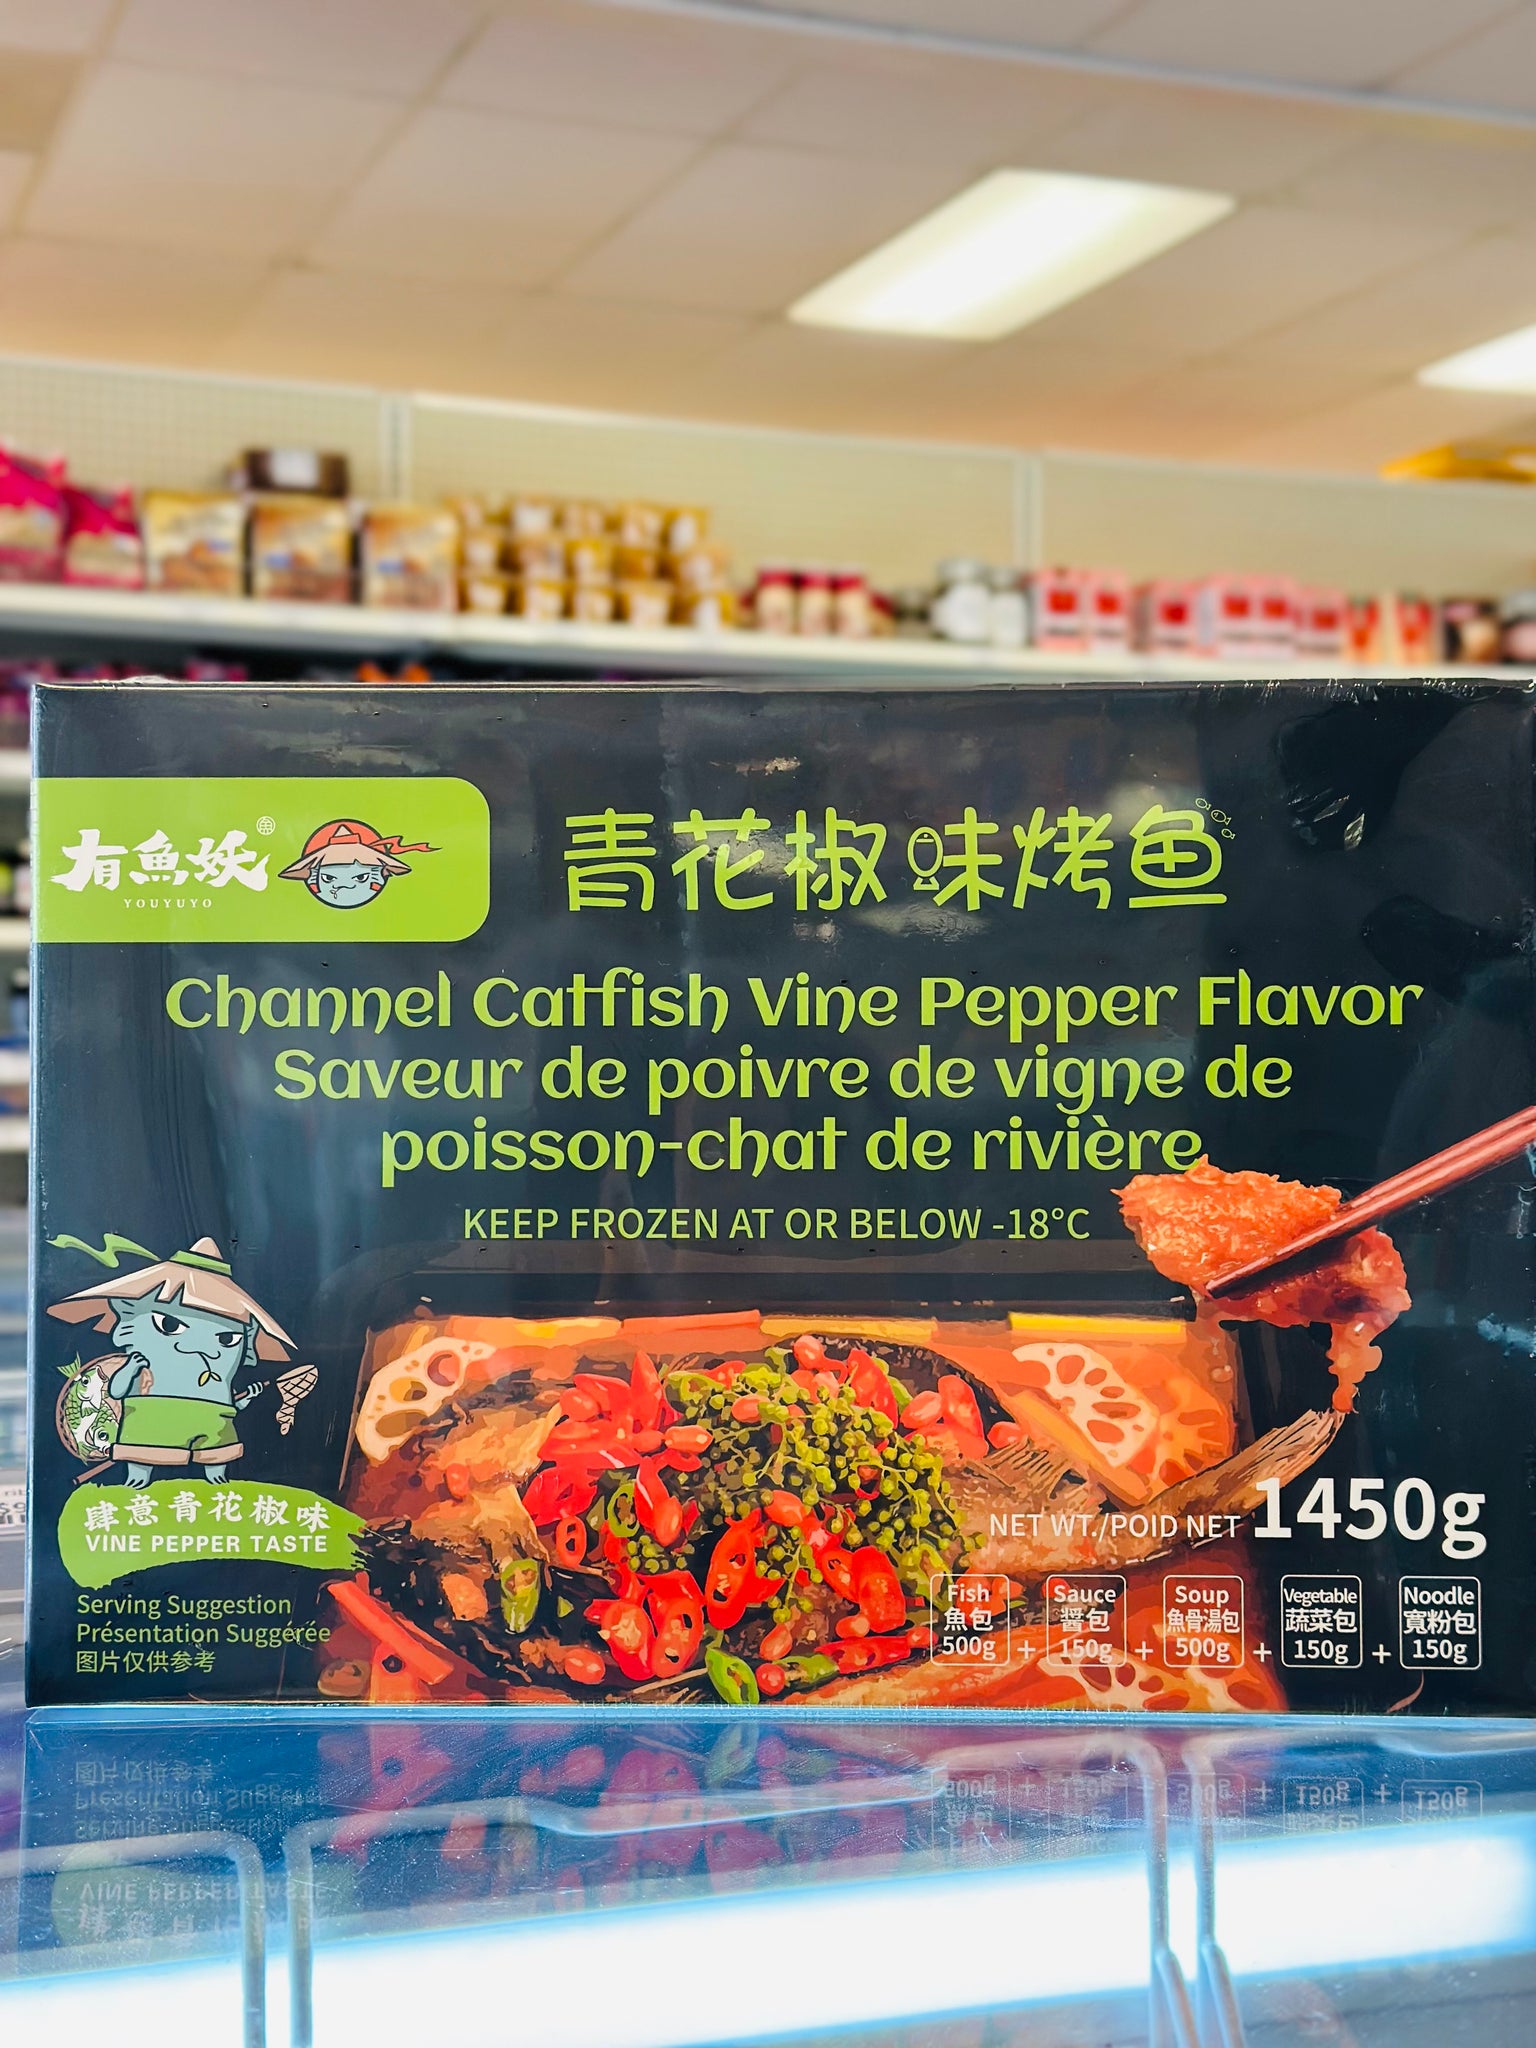 有魚妖
YOUYUYO
青花椒味烤鱼
Channel Catfish Vine Pepper Flavor
Saveur de poivre de vigne de
poisson-chat de rivière
KEEP FROZEN AT OR BELOW -18°C
肆意青花椒味
VINE PEPPER TASTE
Serving Suggestion
Présentation Suggérée
图片仅供参考
NET WT./POID NET 1450g
Fish
魚包
500g
+
Sauce
醤包
150g
+
Soup
魚骨湯包
500g
+
Vegetable
蔬菜包
150g
+
Noodle
寬粉包
150g